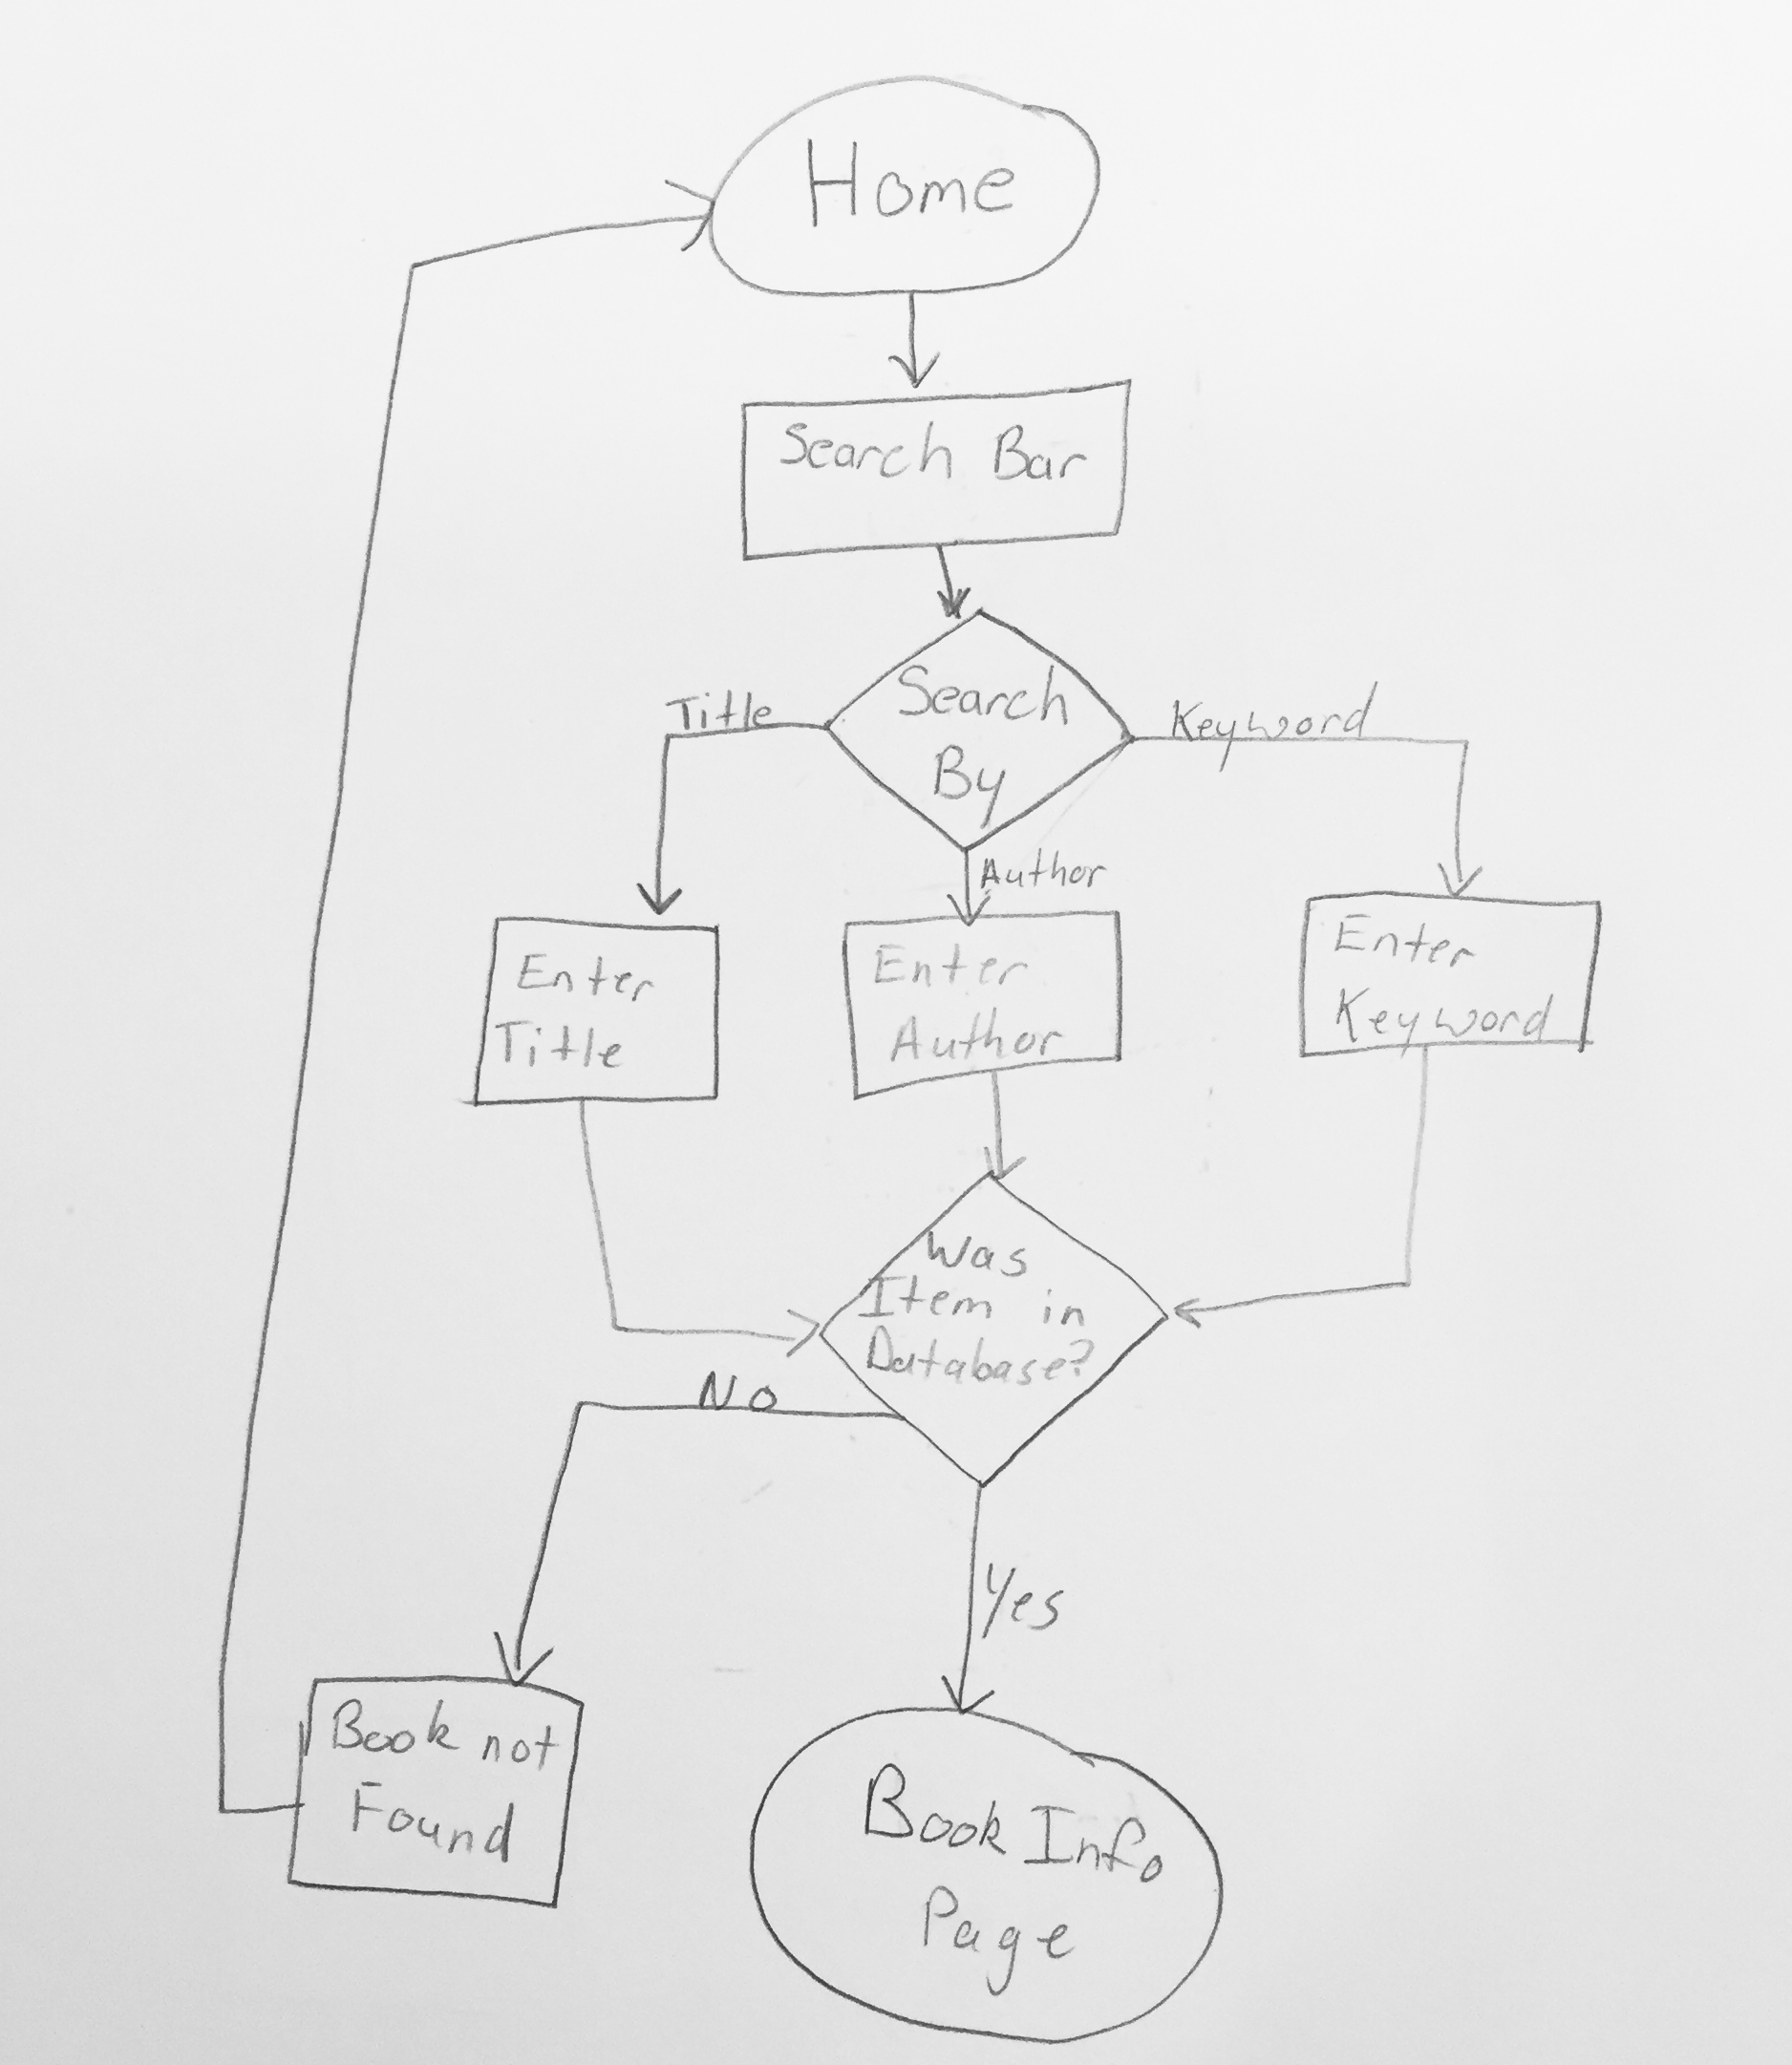 Home
Search Bar
Search
By
Title
Keyword
Author
Enter
Title
Enter
Author
Enter
Keyword
Was
Item in
Database?
No
Yes
Book not
Found
Book Info
Page